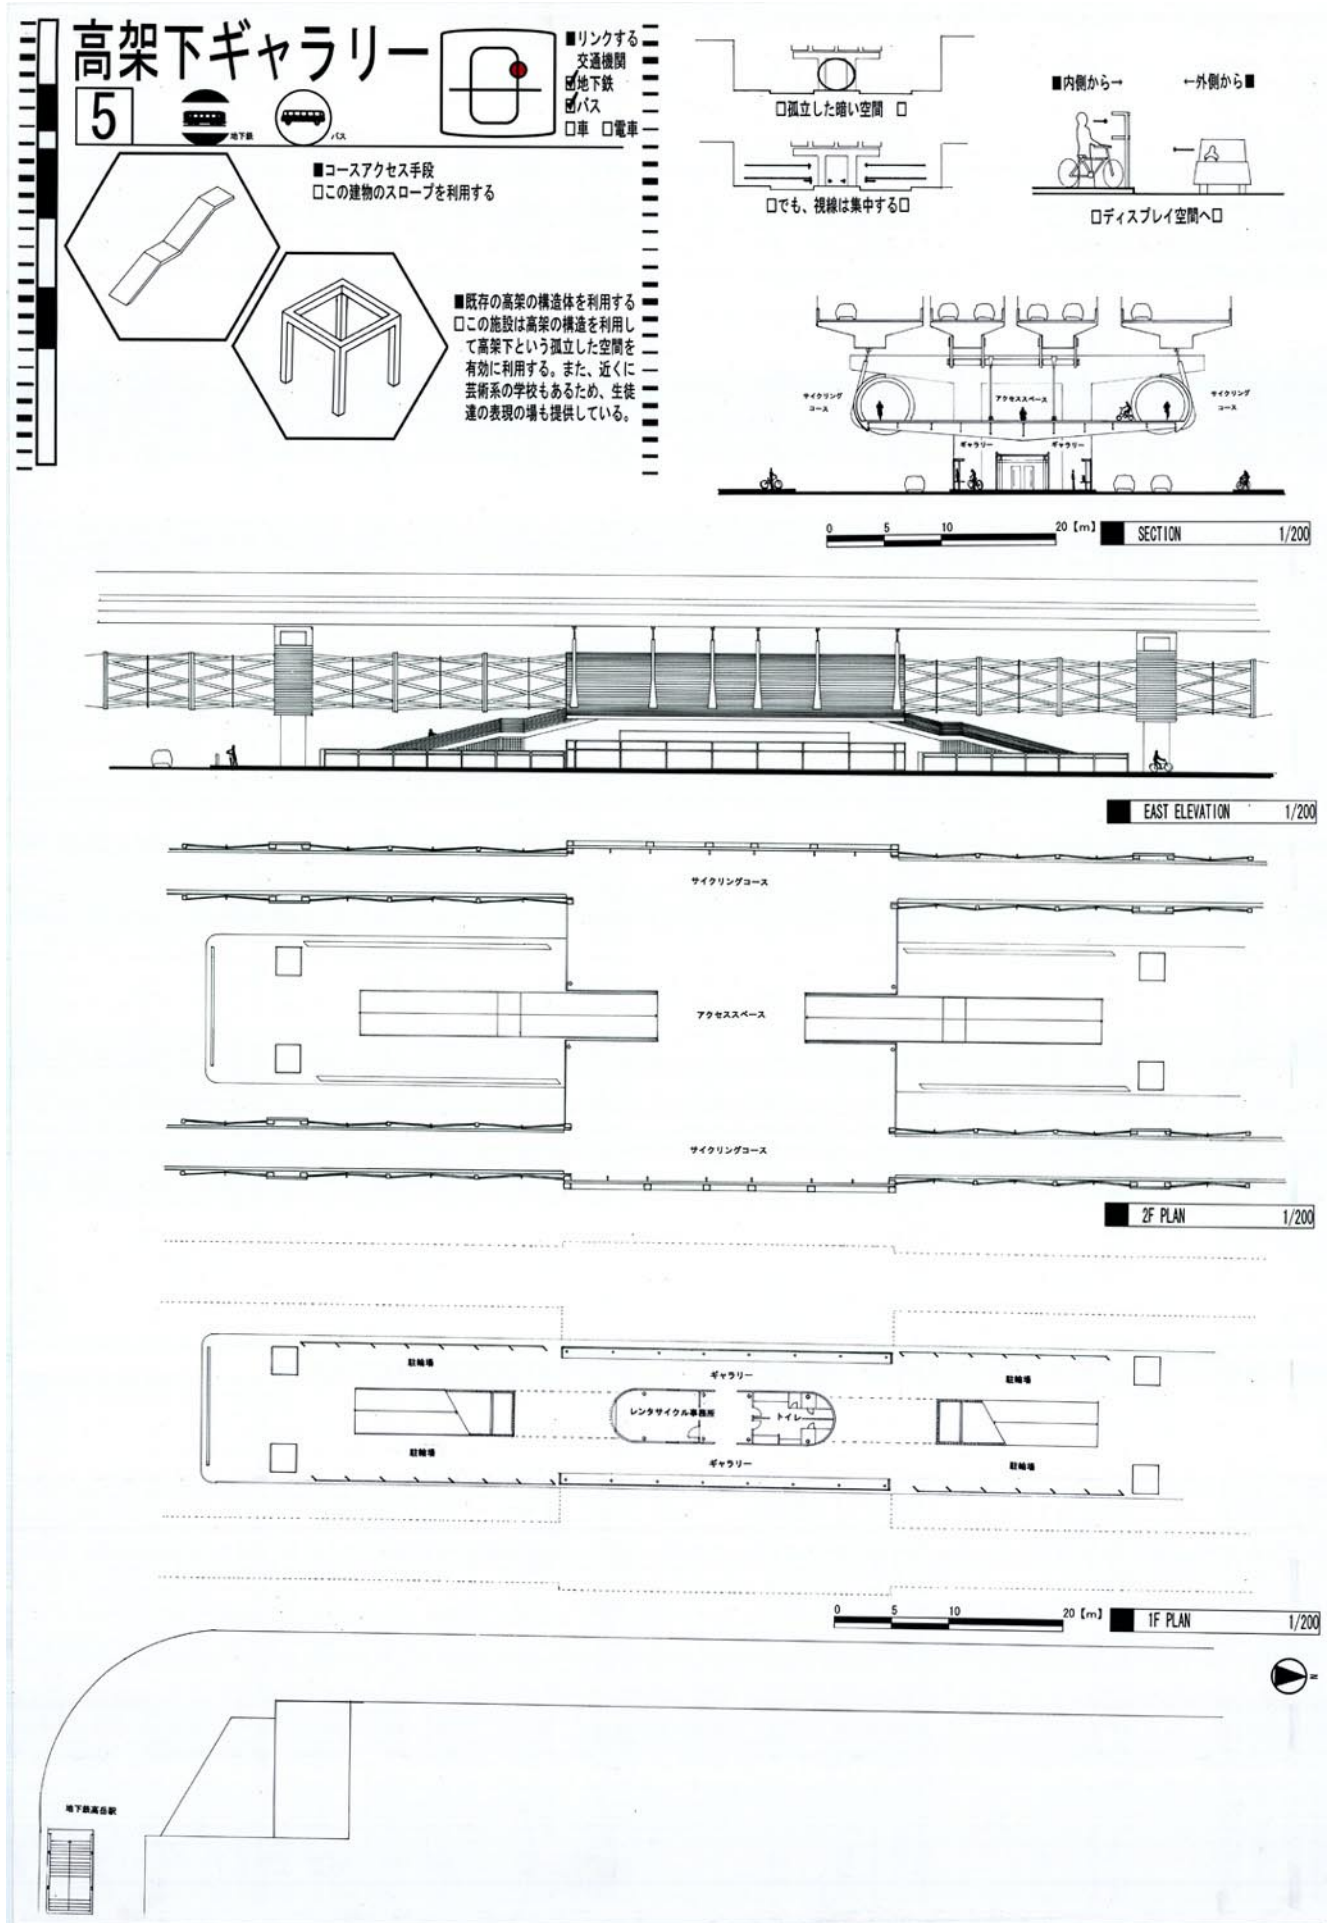 高架下ギャラリー
5
地下鉄
バス
■リンクする
交通機関
☑地下鉄
☑バス
□車 □電車
■コースアクセス手段
□この建物のスロープを利用する
■既存の高架の構造体を利用する
□この施設は高架の構造を利用し
て高架下という孤立した空間を
有効に利用する。また、近くに
芸術系の学校もあるため、生徒
達の表現の場も提供している。
□孤立した暗い空間 □
□でも、視線は集中する□
■内側から→
←外側から■
□ディスプレイ空間へ□
サイクリング
コース
アクセススペース
サイクリング
コース
ギャラリー
ギャラリー
0 5 10 20 [m]
SECTION 1/200
EAST ELEVATION 1/200
サイクリングコース
アクセススペース
サイクリングコース
2F PLAN 1/200
駐輪場
ギャラリー
駐輪場
レンタサイクル事務所
トイレ
駐輪場
ギャラリー
駐輪場
0 5 10 20 [m]
1F PLAN 1/200
N
地下鉄高岳駅